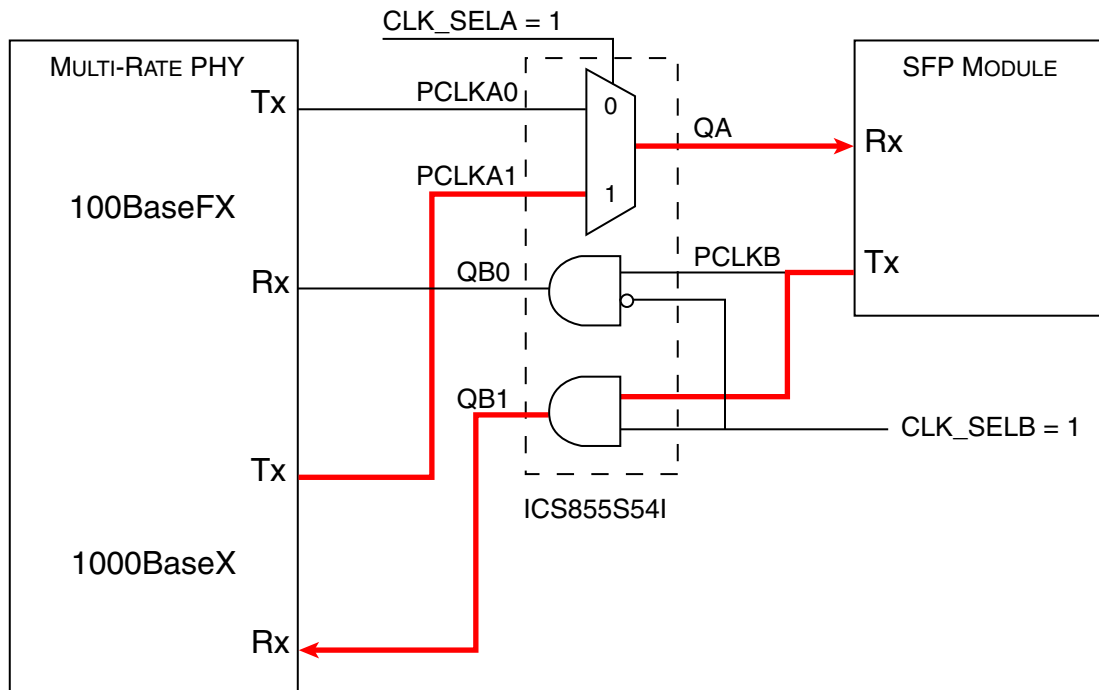 CLK_SELA = 1
MULTI-RATE PHY
SFP MODULE
Tx
PCLKA0
0
QA
Rx
PCLKA1
1
100BaseFX
Rx
QB0
PCLKB
Tx
QB1
CLK_SELB = 1
Tx
ICS855S54I
1000BaseX
Rx